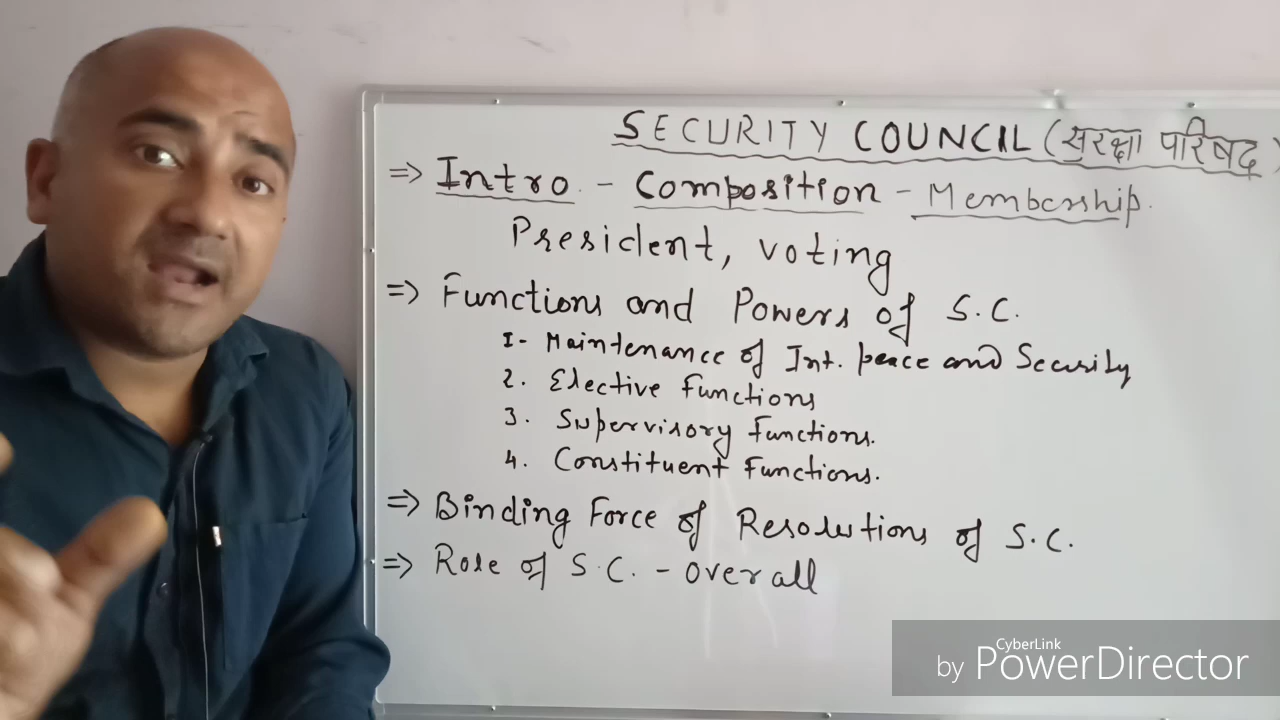 SECURITY COUNCIL (सुरक्षा परिषद)
=> Intro - Composition - Membership.
President, voting
=> Functions and Powers of S.C.
1- Maintenance of Int. peace and Security
2. Elective Functions
3. Supervisory Functions.
4. Constituent Functions.
=> Binding Force of Resolutions of S.C.
=> Role of S.C. - Overall
CyberLink
by PowerDirector